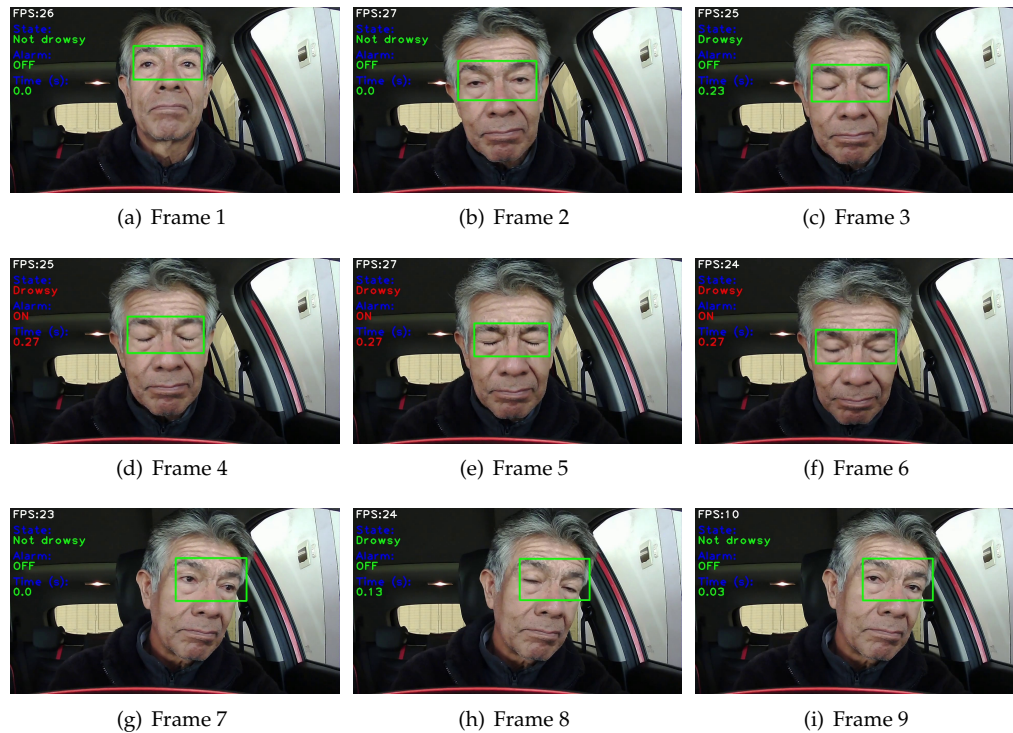 FPS:26
State:
Not drowsy
Alarm:
OFF
Time (s):
0.0
FPS:27
State:
Not drowsy
Alarm:
OFF
Time (s):
0.0
FPS:25
State:
Drowsy
Alarm:
OFF
Time (s):
0.23
(a) Frame 1
(b) Frame 2
(c) Frame 3
FPS:25
State:
Drowsy
Alarm:
ON
Time (s):
0.27
FPS:27
State:
Drowsy
Alarm:
ON
Time (s):
0.27
FPS:24
State:
Drowsy
Alarm:
ON
Time (s):
0.27
(d) Frame 4
(e) Frame 5
(f) Frame 6
FPS:23
State:
Not drowsy
Alarm:
OFF
Time (s):
0.0
FPS:24
State:
Drowsy
Alarm:
OFF
Time (s):
0.13
FPS:10
State:
Not drowsy
Alarm:
OFF
Time (s):
0.03
(g) Frame 7
(h) Frame 8
(i) Frame 9